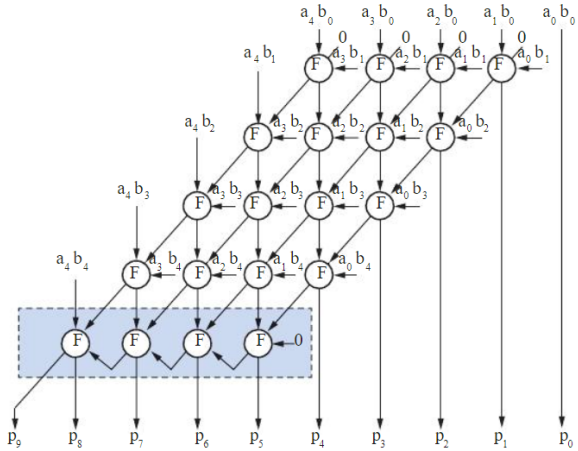 a₄ b₀ a₃ b₀ a₂ b₀ a₁ b₀ a₀ b₀
0 0 0 0
a₄ b₁ F a₃ b₁ F a₂ b₁ F a₁ b₁ F a₀ b₁
a₄ b₂ F a₃ b₂ F a₂ b₂ F a₁ b₂ F a₀ b₂
a₄ b₃ F a₃ b₃ F a₂ b₃ F a₁ b₃ F a₀ b₃
a₄ b₄ F a₃ b₄ F a₂ b₄ F a₁ b₄ F a₀ b₄
F F F F 0
p₉ p₈ p₇ p₆ p₅ p₄ p₃ p₂ p₁ p₀